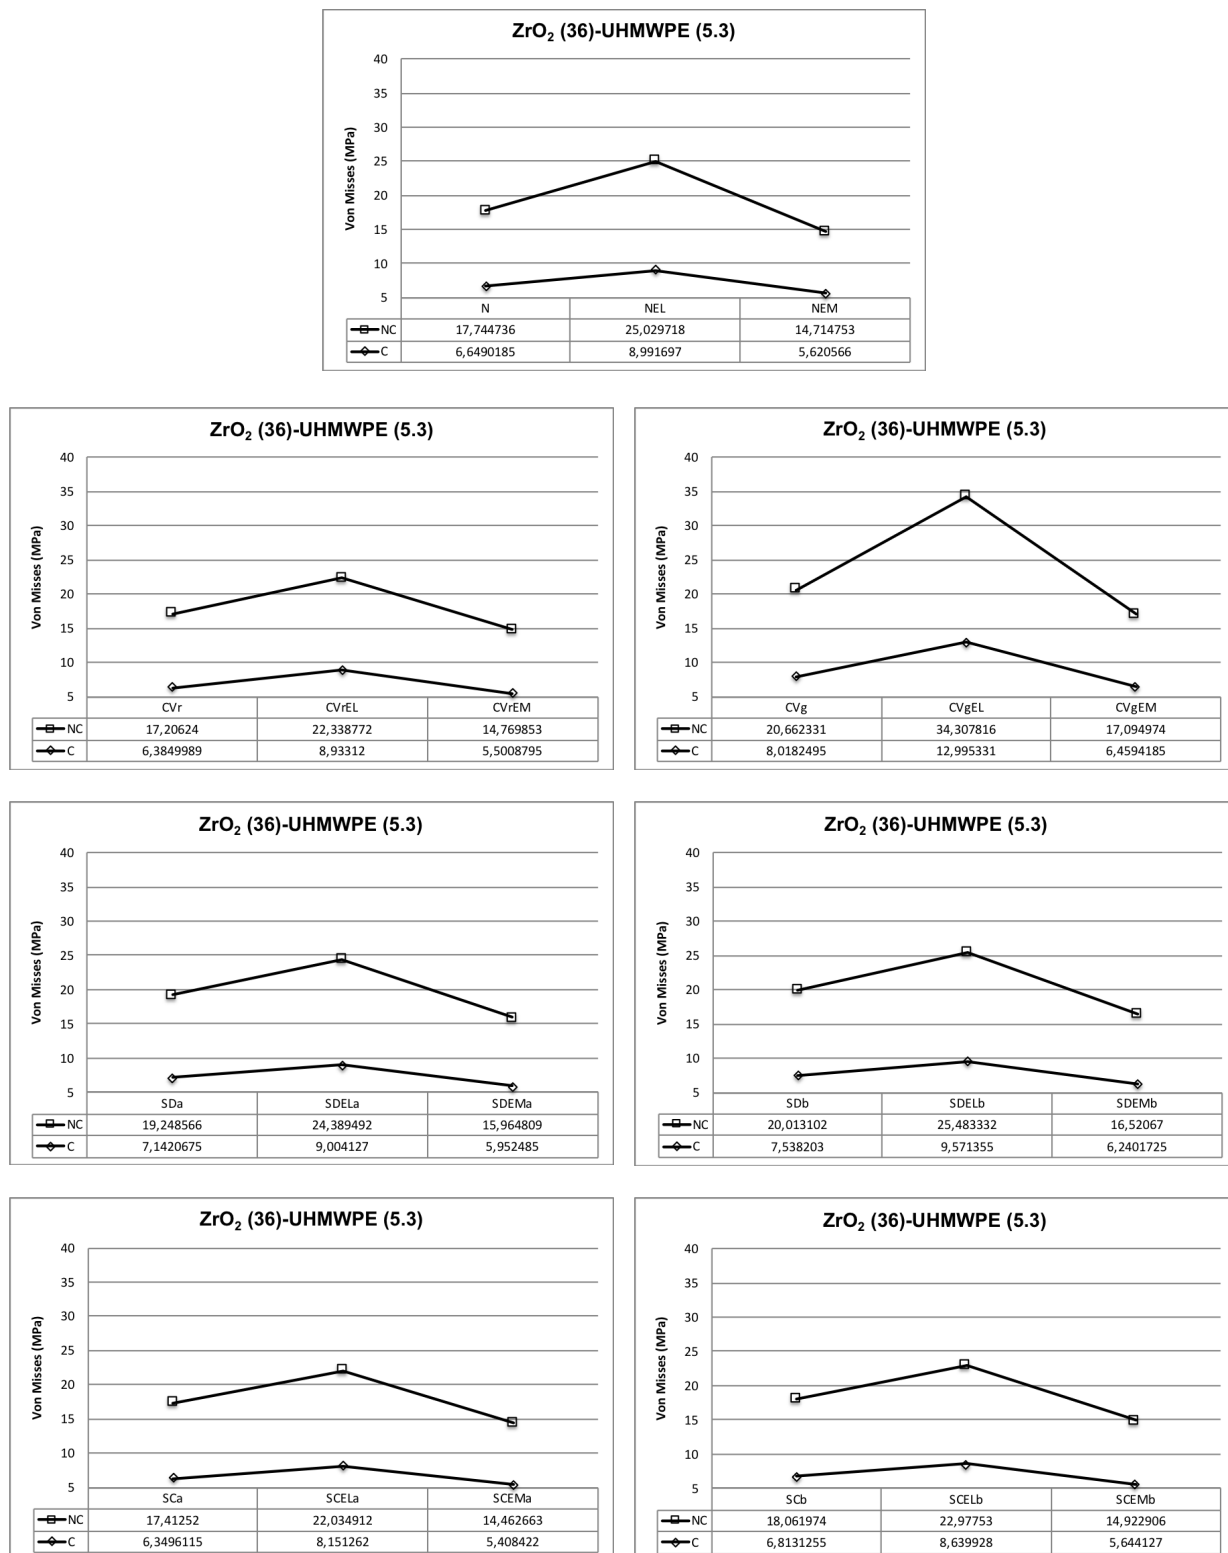 ZrO₂ (36)-UHMWPE (5.3)
Von Misses (MPa)
40
35
30
25
20
15
10
5
N NEL NEM
NC 17,744736 25,029718 14,714753
C 6,6490185 8,991697 5,620566
ZrO₂ (36)-UHMWPE (5.3)
Von Misses (MPa)
40
35
30
25
20
15
10
5
CVr CVrEL CVrEM
NC 17,20624 22,338772 14,769853
C 6,3849989 8,93312 5,5008795
ZrO₂ (36)-UHMWPE (5.3)
Von Misses (MPa)
40
35
30
25
20
15
10
5
CVg CVgEL CVgEM
NC 20,662331 34,307816 17,094974
C 8,0182495 12,995331 6,4594185
ZrO₂ (36)-UHMWPE (5.3)
Von Misses (MPa)
40
35
30
25
20
15
10
5
SDa SDELa SDEMa
NC 19,248566 24,389492 15,964809
C 7,1420675 9,004127 5,952485
ZrO₂ (36)-UHMWPE (5.3)
Von Misses (MPa)
40
35
30
25
20
15
10
5
SDb SDELb SDEMb
NC 20,013102 25,483332 16,52067
C 7,538203 9,571355 6,2401725
ZrO₂ (36)-UHMWPE (5.3)
Von Misses (MPa)
40
35
30
25
20
15
10
5
SCa SCELa SCEMa
NC 17,41252 22,034912 14,462663
C 6,3496115 8,151262 5,408422
ZrO₂ (36)-UHMWPE (5.3)
Von Misses (MPa)
40
35
30
25
20
15
10
5
SCb SCELb SCEMb
NC 18,061974 22,97753 14,922906
C 6,8131255 8,639928 5,644127